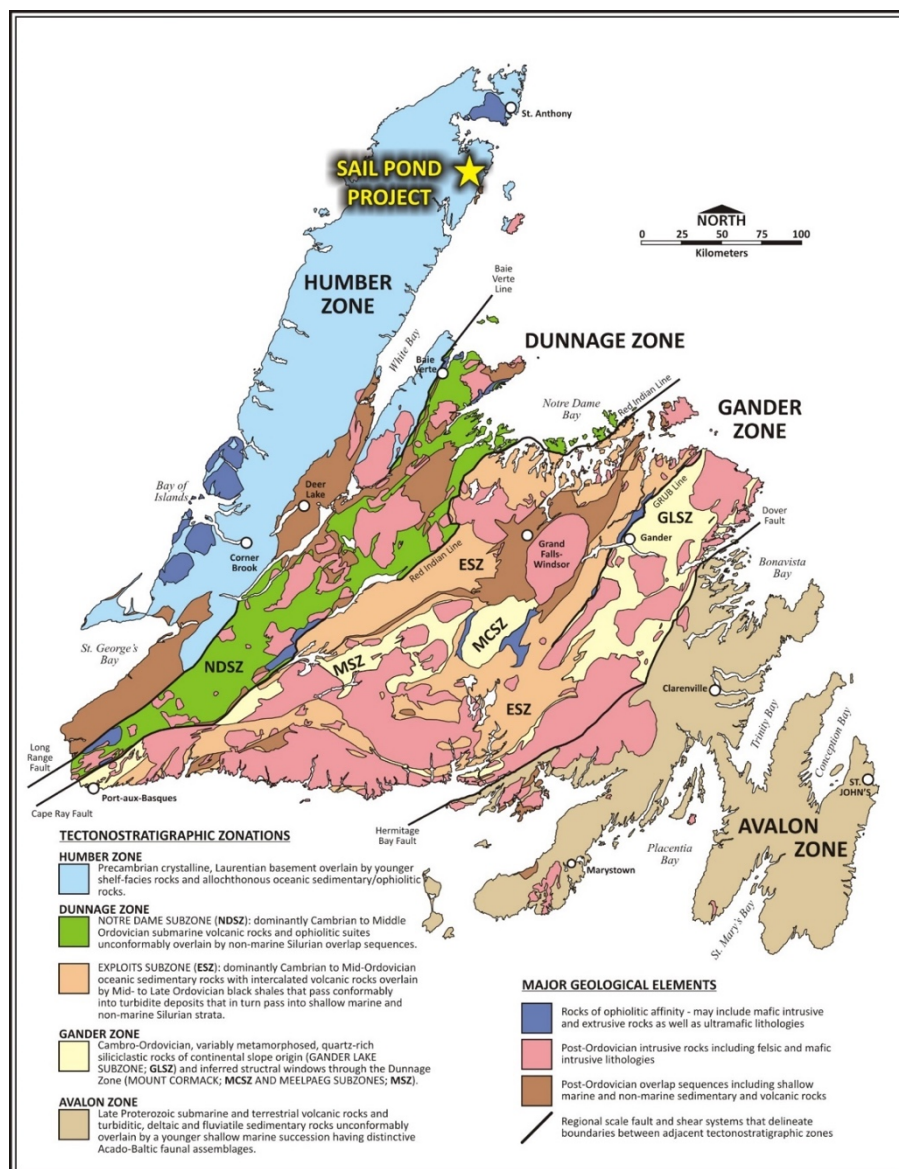 St. Anthony
SAIL POND
PROJECT
NORTH
0 25 50 75 100
Kilometers
HUMBER
ZONE
Baie
Verte
Line
White Bay
Baie
Verte
DUNNAGE ZONE
Notre Dame
Bay
Red Indian Line
GANDER
ZONE
Bay of
Islands
Deer
Lake
Corner
Brook
GRUB Line
GLSZ
Gander
Dover
Fault
Bonavista
Bay
Grand
Falls-
Windsor
ESZ
Red Indian Line
St. George's
Bay
NDSZ
MSZ
MCSZ
ESZ
Clarenville
Trinity Bay
Conception Bay
ST.
JOHN'S
Long
Range
Fault
Cape Ray Fault
Port-aux-Basques
Hermitage
Bay Fault
Marystown
Placentia
Bay
AVALON
ZONE
St. Mary's Bay
TECTONOSTRATIGRAPHIC ZONATIONS
HUMBER ZONE
Precambrian crystalline, Laurentian basement overlain by younger
shelf-facies rocks and allochthonous oceanic sedimentary/ophiolitic
rocks.
DUNNAGE ZONE
NOTRE DAME SUBZONE (NDSZ): dominantly Cambrian to Middle
Ordovician submarine volcanic rocks and ophiolitic suites
unconformably overlain by non-marine Silurian overlap sequences.
EXPLOITS SUBZONE (ESZ): dominantly Cambrian to Mid-Ordovician
oceanic sedimentary rocks with intercalated volcanic rocks overlain
by Mid- to Late Ordovician black shales that pass conformably
into turbidite deposits that in turn pass into shallow marine and
non-marine Silurian strata.
GANDER ZONE
Cambro-Ordovician, variably metamorphosed, quartz-rich
siliciclastic rocks of continental slope origin (GANDER LAKE
SUBZONE; GLSZ) and inferred structral windows through the Dunnage
Zone (MOUNT CORMACK; MCSZ AND MEELPAEG SUBZONES; MSZ).
AVALON ZONE
Late Proterozoic submarine and terrestrial volcanic rocks and
turbiditic, deltaic and fluviatile sedimentary rocks unconformably
overlain by a younger shallow marine succession having distinctive
Acado-Baltic faunal assemblages.
MAJOR GEOLOGICAL ELEMENTS
Rocks of ophiolitic affinity - may include mafic intrusive
and extrusive rocks as well as ultramafic lithologies
Post-Ordovician intrusive rocks including felsic and mafic
intrusive lithologies
Post-Ordovician overlap sequences including shallow
marine and non-marine sedimentary and volcanic rocks
Regional scale fault and shear systems that delineate
boundaries between adjacent tectonostratigraphic zones